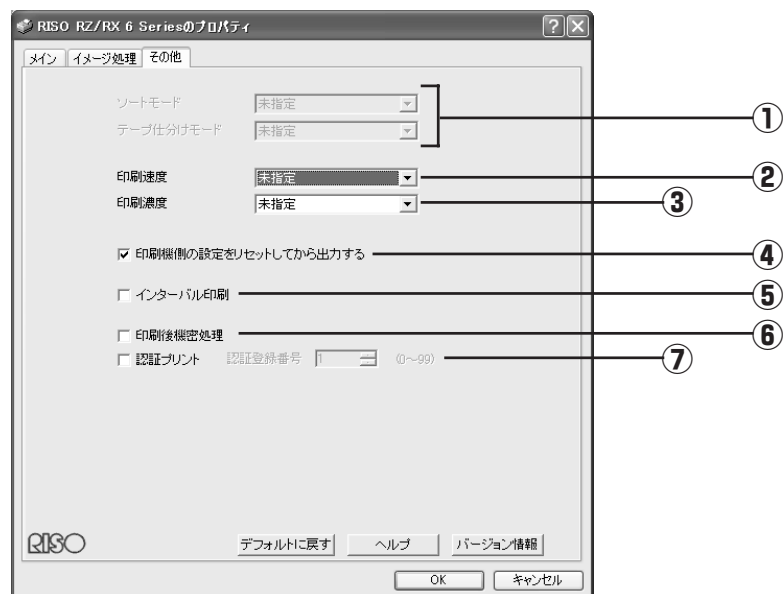 RISO RZ/RX 6 Seriesのプロパティ
メイン イメージ処理 その他
ソートモード 未指定
①
テープ仕分けモード 未指定
印刷速度 未指定 ②
印刷濃度 未指定 ③
印刷機側の設定をリセットしてから出力する ④
インターバル印刷 ⑤
印刷後機密処理 ⑥
認証プリント 認証登録番号 1 (0～99) ⑦
RISO デフォルトに戻す ヘルプ バージョン情報
OK キャンセル